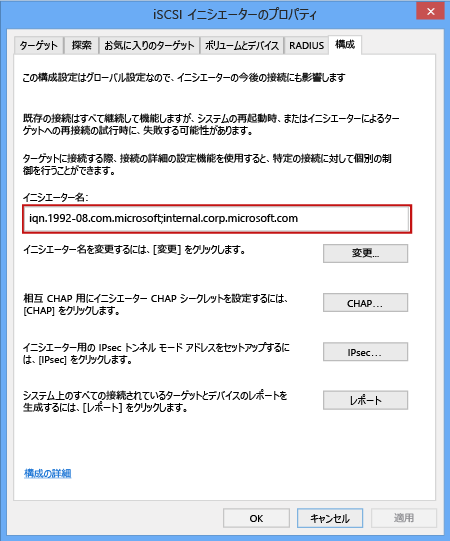 iSCSI イニシエーターのプロパティ
ターゲット 探索 お気に入りのターゲット ボリュームとデバイス RADIUS 構成
この構成設定はグローバル設定なので、イニシエーターの今後の接続にも影響します
既存の接続はすべて継続して機能しますが、システムの再起動時、またはイニシエーターによるター
ゲットへの再接続の試行時に、失敗する可能性があります。
ターゲットに接続する際、接続の詳細の設定機能を使用すると、特定の接続に対して個別の制
御を行うことができます。
イニシエーター名:
iqn.1992-08.com.microsoft;internal.corp.microsoft.com
イニシエーター名を変更するには、[変更] をクリックします。
変更...
相互 CHAP 用にイニシエーター CHAP シークレットを設定するには、
[CHAP] をクリックします。
CHAP...
イニシエーター用の IPsec トンネル モード アドレスをセットアップするに
は、[IPsec] をクリックします。
IPsec...
システム上のすべての接続されているターゲットとデバイスのレポートを
生成するには、[レポート] をクリックします。
レポート
構成の詳細
OK キャンセル 適用